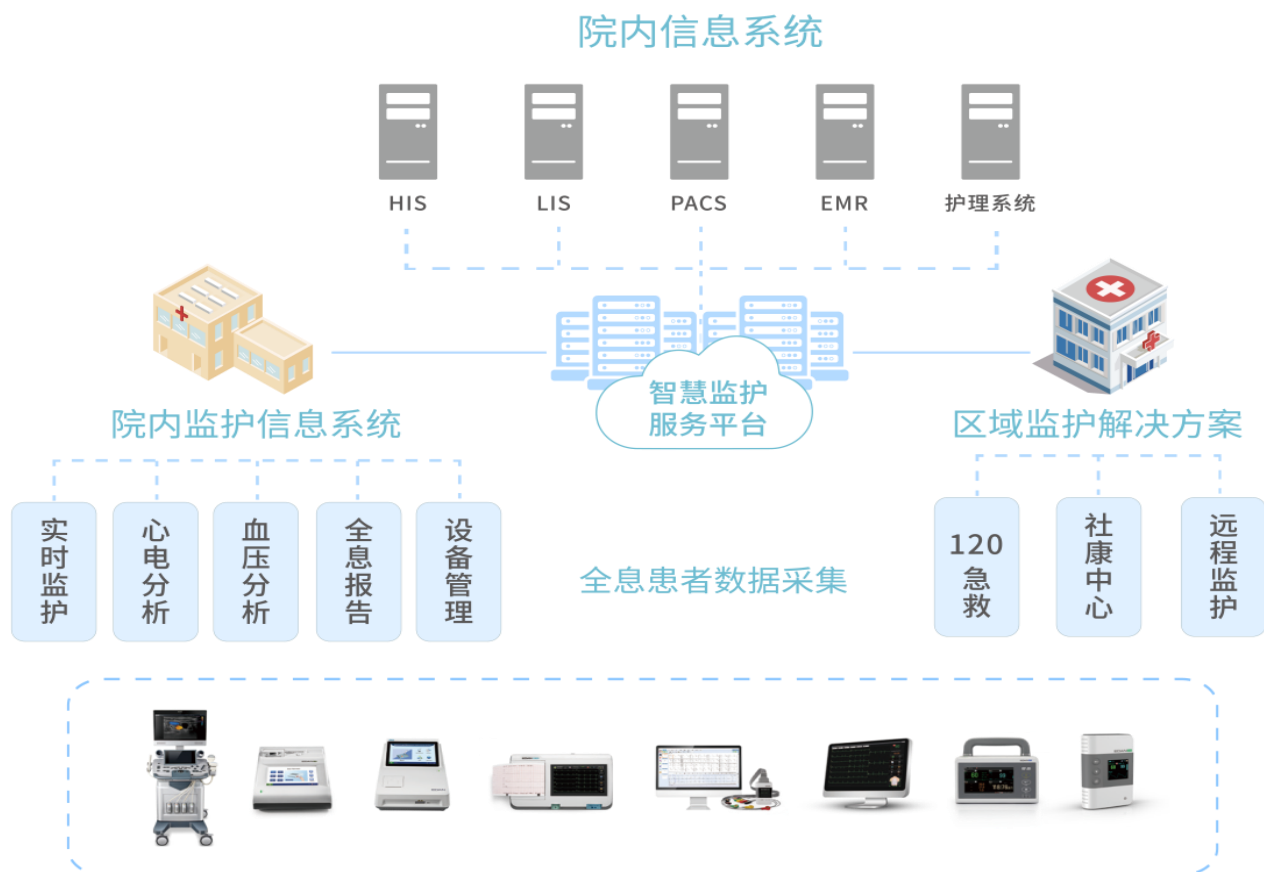 院内信息系统
HIS
LIS
PACS
EMR
护理系统
智慧监护
服务平台
院内监护信息系统
区域监护解决方案
实时监护
心电分析
血压分析
全息报告
设备管理
120
急救
社康中心
远程监护
全息患者数据采集